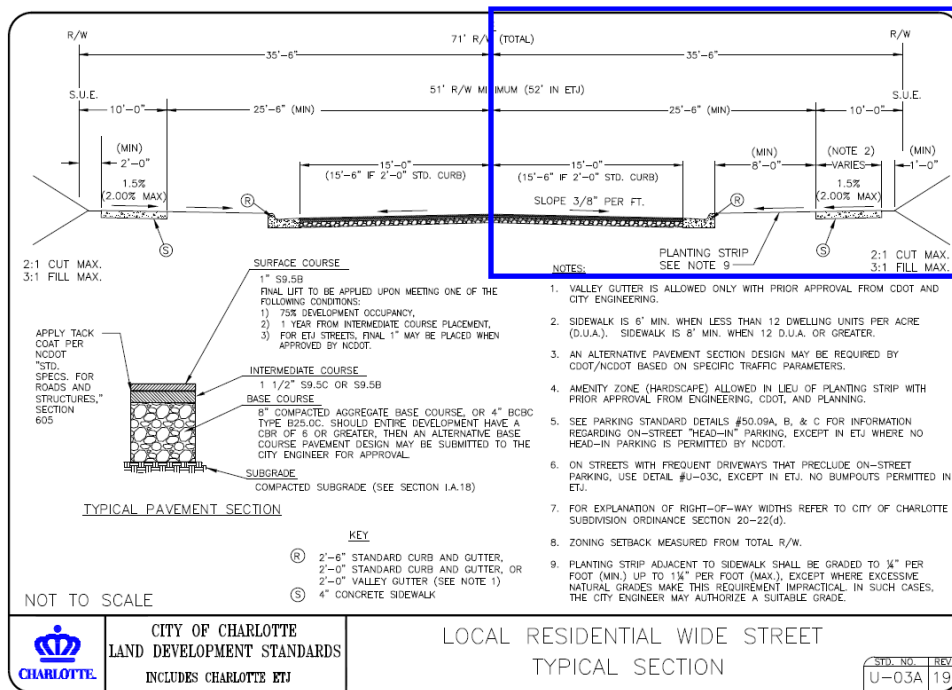 R/W
71' R/W (TOTAL)
R/W
35'-6"
35'-6"
51' R/W MINIMUM (52' IN ETJ)
S.U.E.
S.U.E.
10'-0"
25'-6" (MIN)
25'-6" (MIN)
10'-0"
(MIN)
2'-0"
15'-0"
(15'-6" IF 2'-0" STD. CURB)
15'-0"
(15'-6" IF 2'-0" STD. CURB)
(MIN)
8'-0"
(NOTE 2)
VARIES
(MIN)
1'-0"
1.5%
(2.00% MAX)
R
SLOPE 3/8" PER FT.
R
1.5%
(2.00% MAX)
S
S
PLANTING STRIP
SEE NOTE 9
2:1 CUT MAX.
3:1 FILL MAX.
2:1 CUT MAX.
3:1 FILL MAX.
SURFACE COURSE
1" S9.5B
FINAL LIFT TO BE APPLIED UPON MEETING ONE OF THE
FOLLOWING CONDITIONS:
1) 75% DEVELOPMENT OCCUPANCY,
2) 1 YEAR FROM INTERMEDIATE COURSE PLACEMENT,
3) FOR ETJ STREETS, FINAL 1" MAY BE PLACED WHEN
APPROVED BY NCDOT.
APPLY TACK
COAT PER
NCDOT
"STD.
SPECS. FOR
ROADS AND
STRUCTURES,"
SECTION
605
INTERMEDIATE COURSE
1 1/2" S9.5C OR S9.5B
BASE COURSE
8" COMPACTED AGGREGATE BASE COURSE, OR 4" BCBC
TYPE B25.0C. SHOULD ENTIRE DEVELOPMENT HAVE A
CBR OF 6 OR GREATER, THEN AN ALTERNATIVE BASE
COURSE PAVEMENT DESIGN MAY BE SUBMITTED TO THE
CITY ENGINEER FOR APPROVAL.
SUBGRADE
COMPACTED SUBGRADE (SEE SECTION I.A.18)
TYPICAL PAVEMENT SECTION
KEY
R 2'-6" STANDARD CURB AND GUTTER,
2'-0" STANDARD CURB AND GUTTER, OR
2'-0" VALLEY GUTTER (SEE NOTE 1)
S 4" CONCRETE SIDEWALK
NOT TO SCALE
NOTES:
1. VALLEY GUTTER IS ALLOWED ONLY WITH PRIOR APPROVAL FROM CDOT AND
CITY ENGINEERING.
2. SIDEWALK IS 6' MIN. WHEN LESS THAN 12 DWELLING UNITS PER ACRE
(D.U.A.). SIDEWALK IS 8' MIN. WHEN 12 D.U.A. OR GREATER.
3. AN ALTERNATIVE PAVEMENT SECTION DESIGN MAY BE REQUIRED BY
CDOT/NCDOT BASED ON SPECIFIC TRAFFIC PARAMETERS.
4. AMENITY ZONE (HARDSCAPE) ALLOWED IN LIEU OF PLANTING STRIP WITH
PRIOR APPROVAL FROM ENGINEERING, CDOT, AND PLANNING.
5. SEE PARKING STANDARD DETAILS #50.09A, B, & C FOR INFORMATION
REGARDING ON-STREET "HEAD-IN" PARKING, EXCEPT IN ETJ WHERE NO
HEAD-IN PARKING IS PERMITTED BY NCDOT.
6. ON STREETS WITH FREQUENT DRIVEWAYS THAT PRECLUDE ON-STREET
PARKING, USE DETAIL #U-03C, EXCEPT IN ETJ. NO BUMPOUTS PERMITTED IN
ETJ.
7. FOR EXPLANATION OF RIGHT-OF-WAY WIDTHS REFER TO CITY OF CHARLOTTE
SUBDIVISION ORDINANCE SECTION 20-22(d).
8. ZONING SETBACK MEASURED FROM TOTAL R/W.
9. PLANTING STRIP ADJACENT TO SIDEWALK SHALL BE GRADED TO ¼" PER
FOOT (MIN.) UP TO 1¼" PER FOOT (MAX.), EXCEPT WHERE EXCESSIVE
NATURAL GRADES MAKE THIS REQUIREMENT IMPRACTICAL. IN SUCH CASES,
THE CITY ENGINEER MAY AUTHORIZE A SUITABLE GRADE.
CHARLOTTE
CITY OF CHARLOTTE
LAND DEVELOPMENT STANDARDS
INCLUDES CHARLOTTE ETJ
LOCAL RESIDENTIAL WIDE STREET
TYPICAL SECTION
STD. NO. REV
U-03A 19